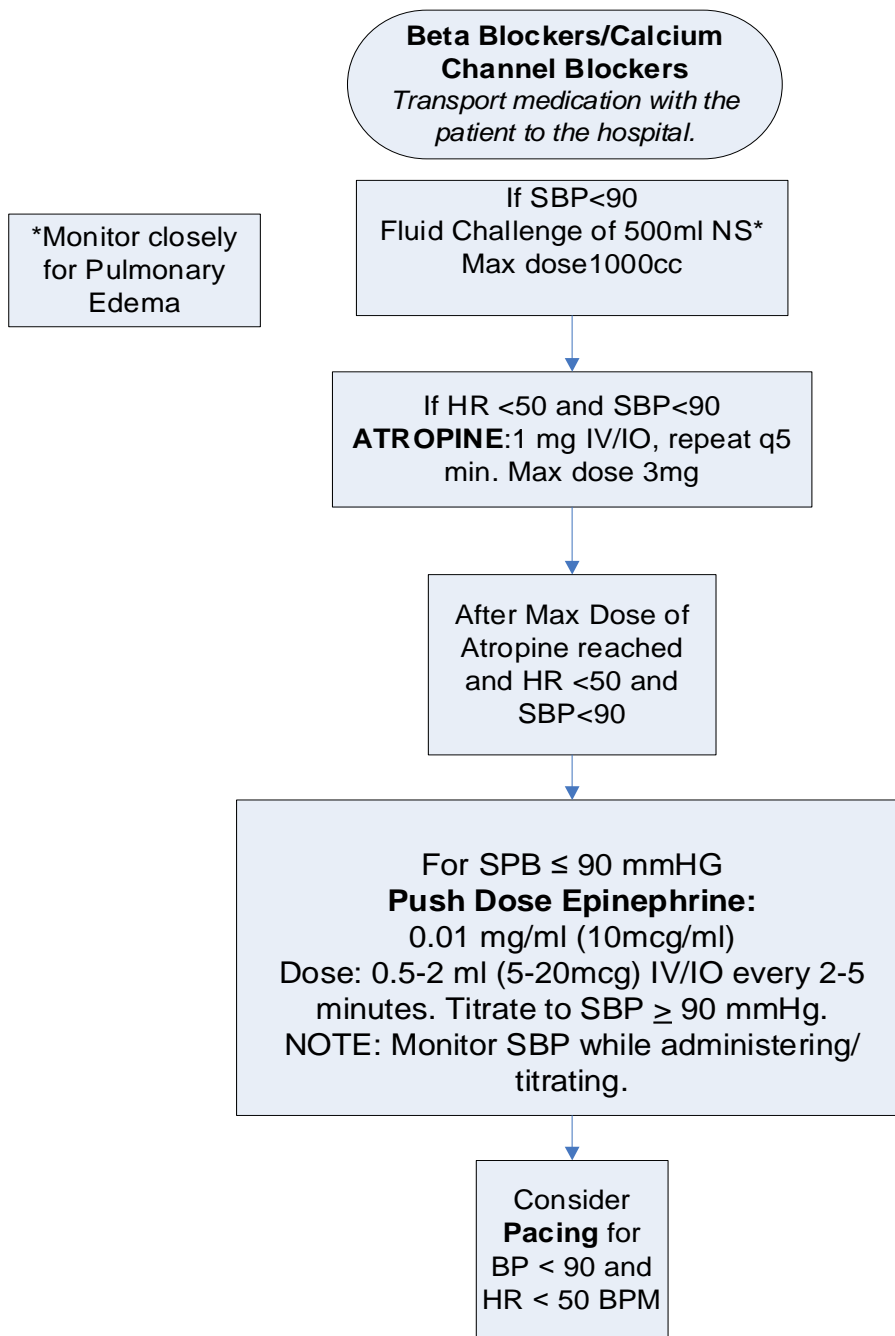 Beta Blockers/Calcium
Channel Blockers
Transport medication with the
patient to the hospital.
If SBP<90
Fluid Challenge of 500ml NS*
Max dose1000cc
*Monitor closely
for Pulmonary
Edema
If HR <50 and SBP<90
ATROPINE:1 mg IV/IO, repeat q5
min. Max dose 3mg
After Max Dose of
Atropine reached
and HR <50 and
SBP<90
For SPB ≤ 90 mmHG
Push Dose Epinephrine:
0.01 mg/ml (10mcg/ml)
Dose: 0.5-2 ml (5-20mcg) IV/IO every 2-5
minutes. Titrate to SBP ≥ 90 mmHg.
NOTE: Monitor SBP while administering/
titrating.
Consider
Pacing for
BP < 90 and
HR < 50 BPM